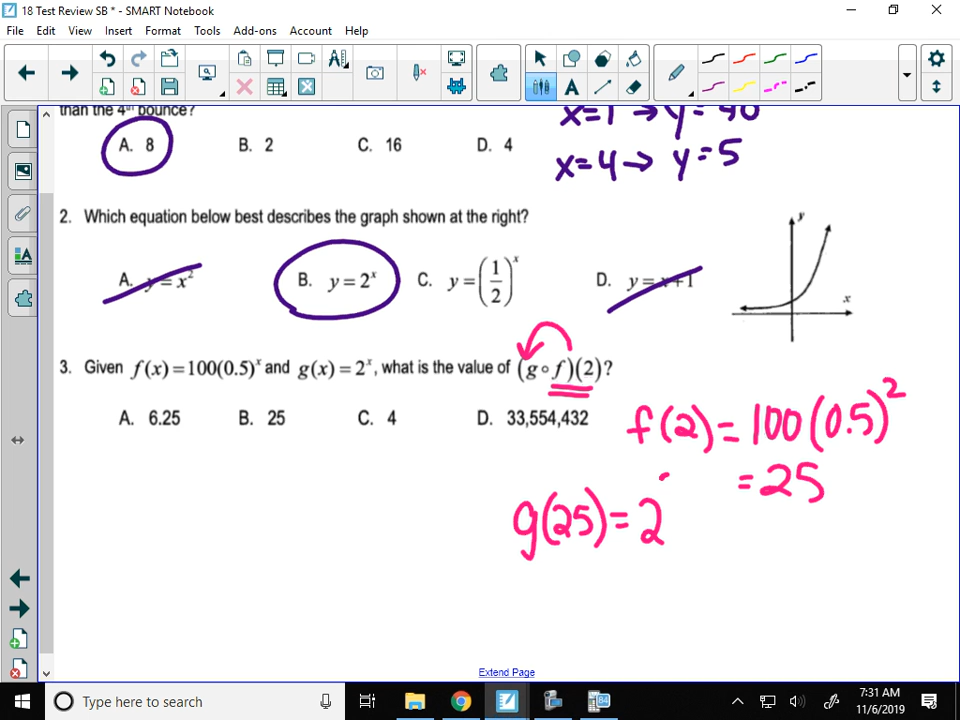 18 Test Review SB * - SMART Notebook
File Edit View Insert Format Tools Add-ons Account Help
than the 4th bounce?
x=1 → y=40
A. 8 B. 2 C. 16 D. 4
x=4 → y=5
2. Which equation below best describes the graph shown at the right?
A. y = x² B. y = 2ˣ C. y = (1/2)ˣ D. y = x+1
y
x
3. Given f(x)=100(0.5)ˣ and g(x)=2ˣ, what is the value of (g∘f)(2)?
A. 6.25 B. 25 C. 4 D. 33,554,432
f(2)=100(0.5)²
=25
g(25)=2
Extend Page
Type here to search
7:31 AM
11/6/2019